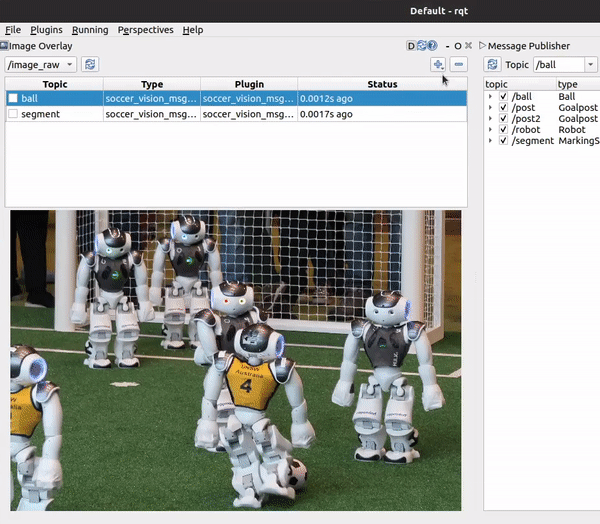 Default - rqt
File Plugins Running Perspectives Help
Image Overlay D - O
Message Publisher
/image_raw
Topic /ball
Topic Type Plugin Status
ball soccer_vision_msg... soccer_vision_msg... 0.0012s ago
segment soccer_vision_msg... soccer_vision_msg... 0.0017s ago
topic type
/ball Ball
/post Goalpost
/post2 Goalpost
/robot Robot
/segment MarkingS
UNSW
Australia
4